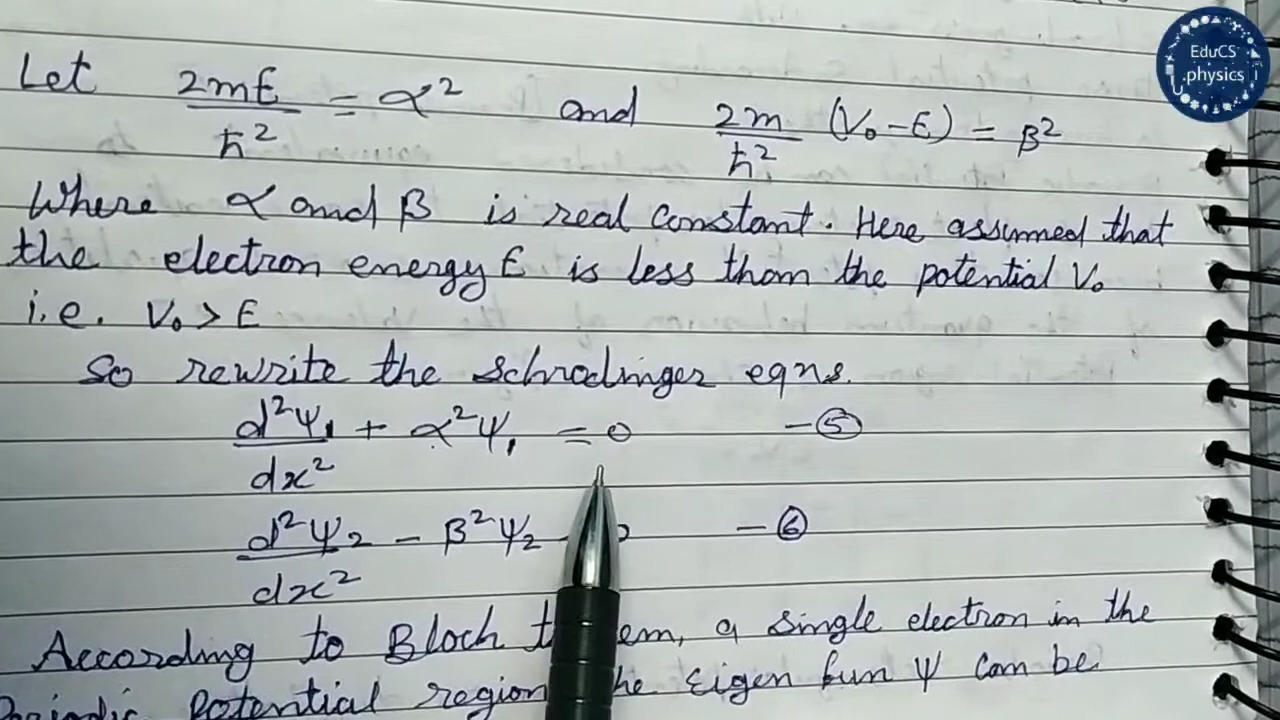 EduCS
physics
Let 2mE/ħ² = α² and 2m/ħ² (V₀-E) = β²
Where α and β is real constant. Here assumed that
the electron energy E is less than the potential V₀
i.e. V₀ > E
So rewrite the Schrodinger eqns.
d²Ψ₁/dx² + α²Ψ₁ = 0 -⑤
d²Ψ₂/dx² - β²Ψ₂ -⑥
According to Bloch a single electron in the
Potential region Eigen fun Ψ can be